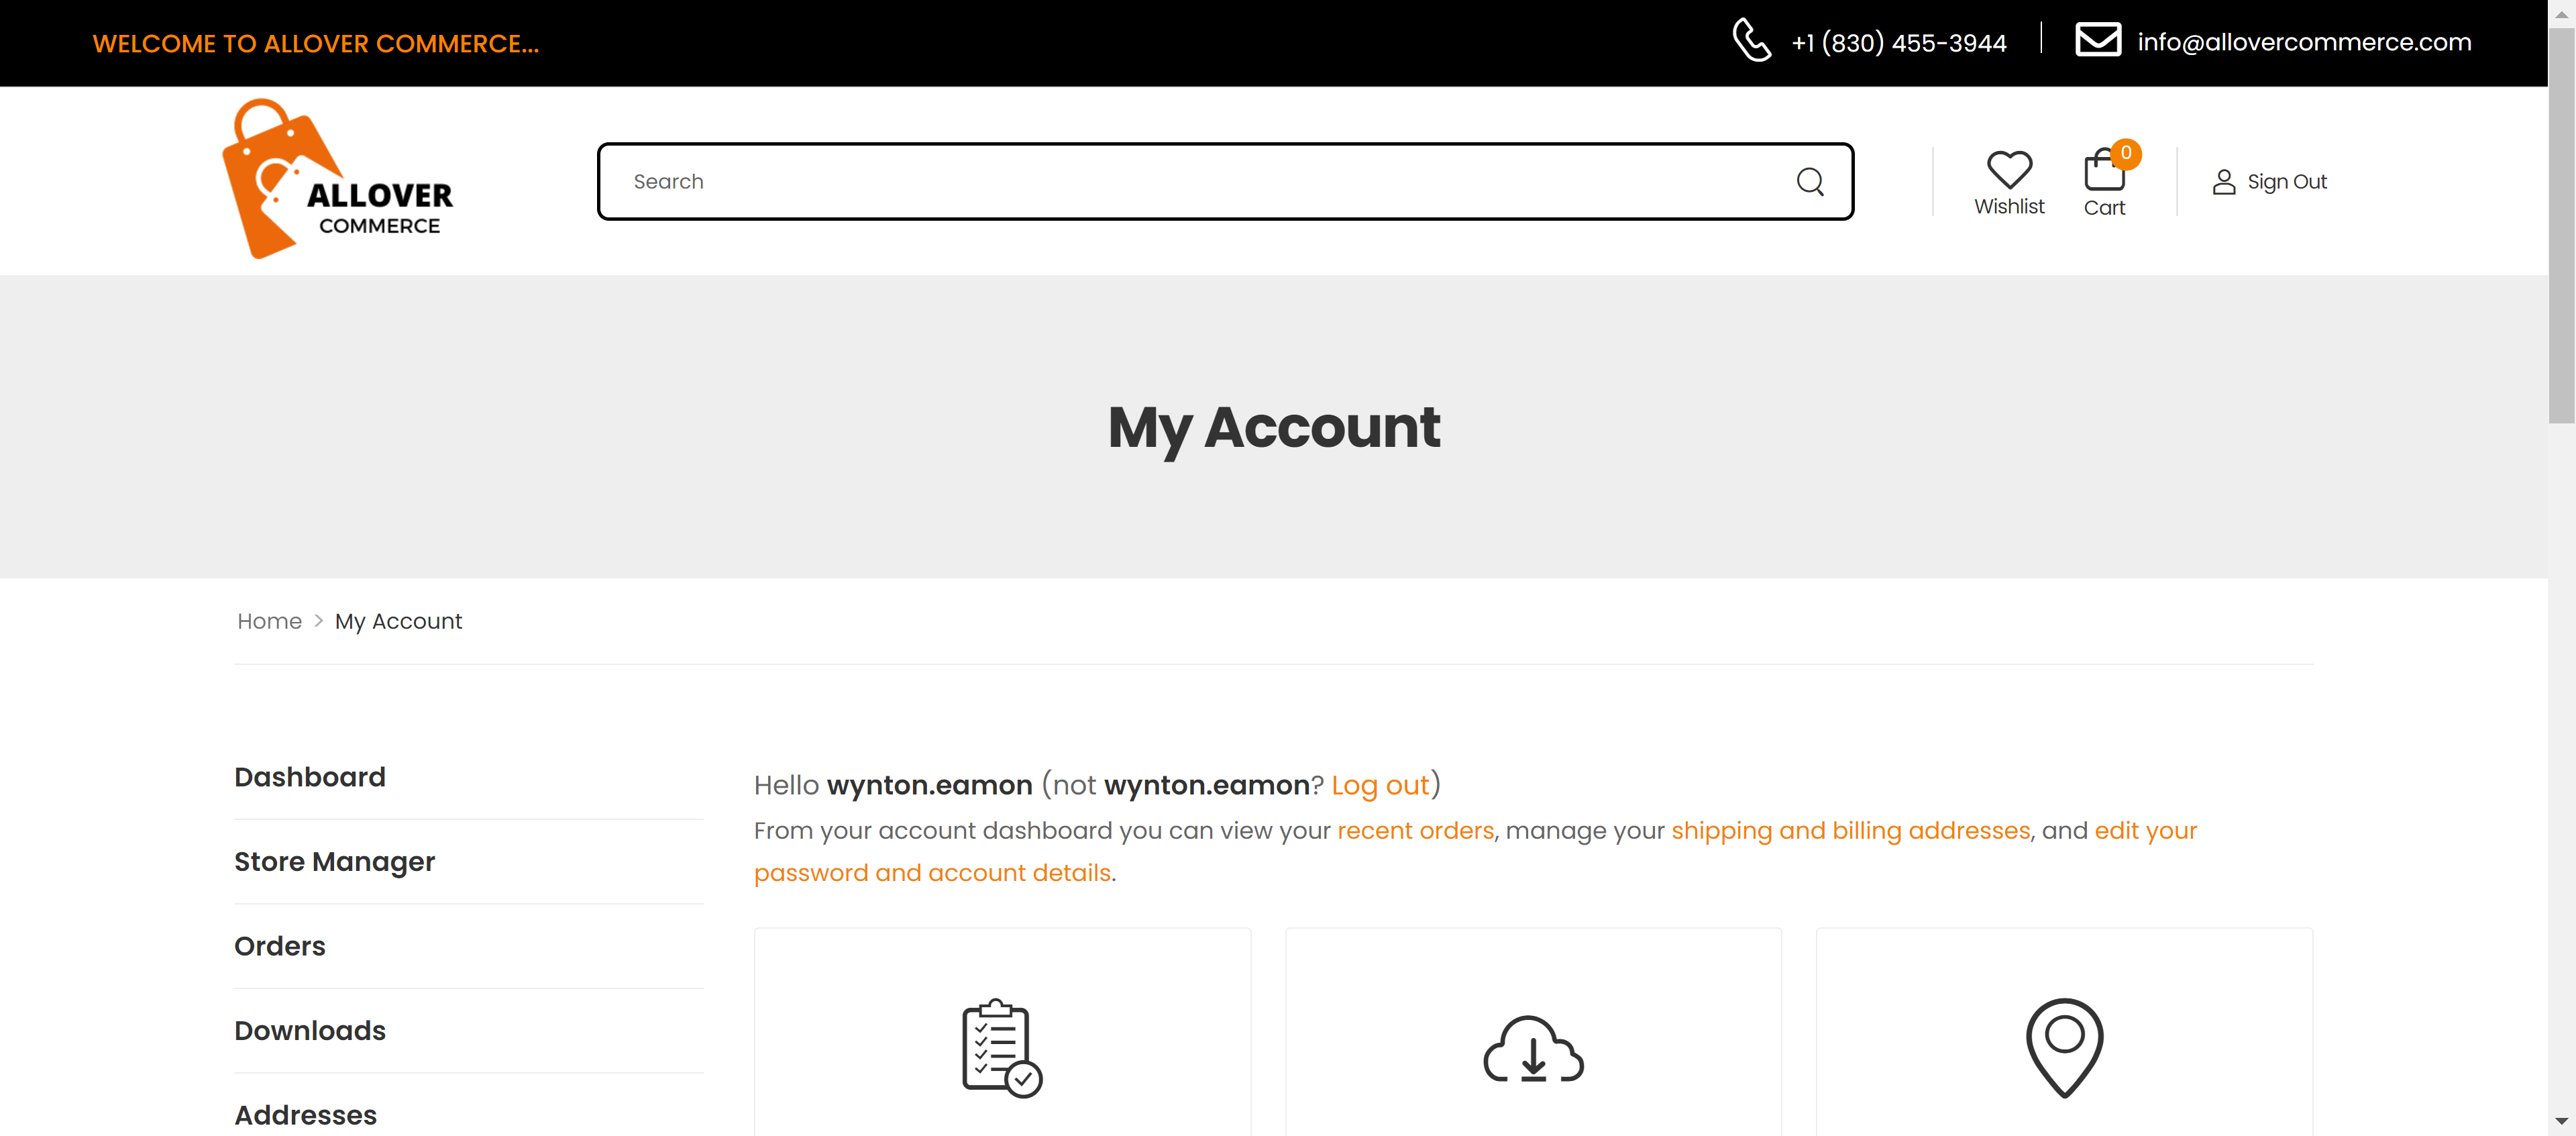 WELCOME TO ALLOVER COMMERCE...
+1 (830) 455-3944
info@allovercommerce.com
ALLOVER
COMMERCE
Search
Wishlist
0
Cart
Sign Out
My Account
Home > My Account
Dashboard
Store Manager
Orders
Downloads
Addresses
Hello wynton.eamon (not wynton.eamon? Log out)
From your account dashboard you can view your recent orders, manage your shipping and billing addresses, and edit your
password and account details.